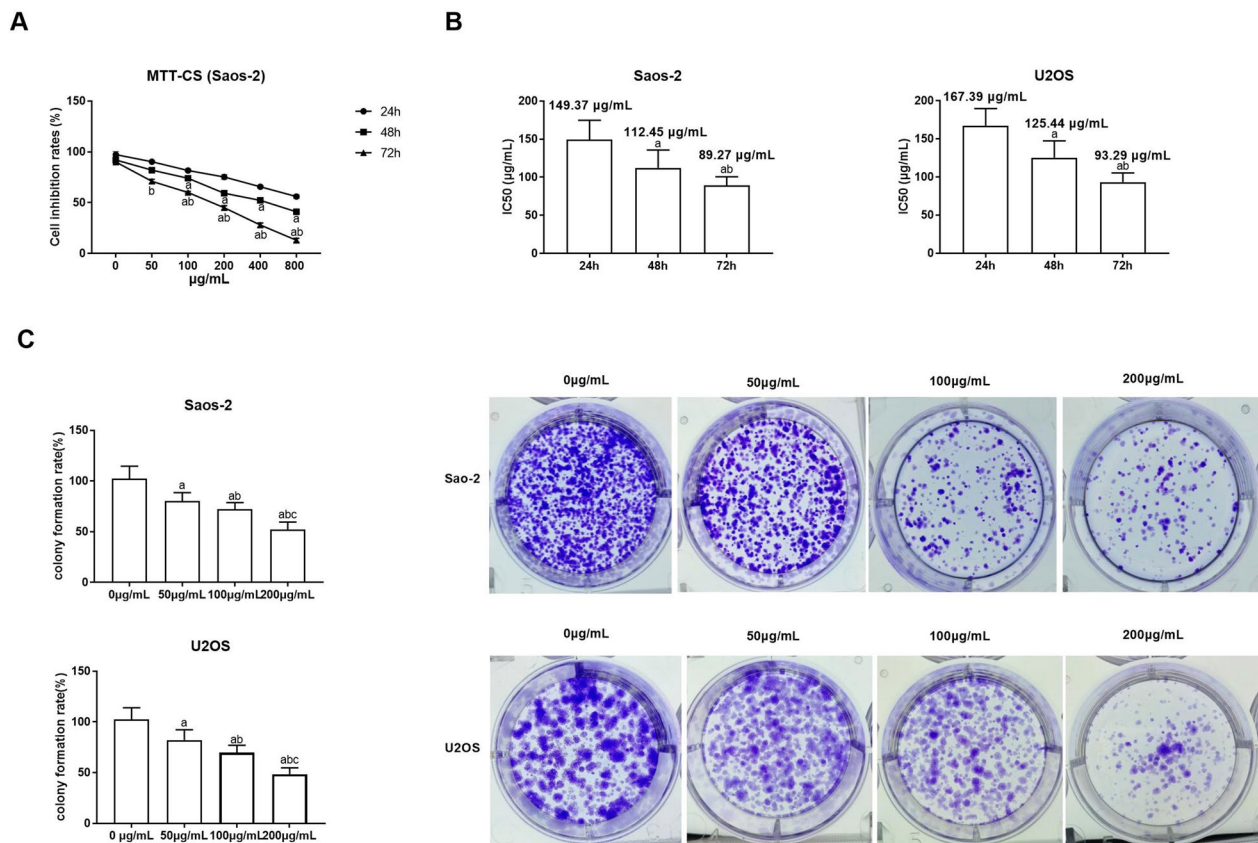 A
B
MTT-CS (Saos-2)
Cell inhibition rates (%)
150
100
50
0
0 50 100 200 400 800
µg/mL
24h
48h
72h
b
a
ab
a
ab
a
ab
a
ab
Saos-2
IC50 (µg/mL)
200
150
100
50
0
149.37 µg/mL
112.45 µg/mL
a
89.27 µg/mL
ab
24h 48h 72h
U2OS
IC50 (µg/mL)
200
150
100
50
0
167.39 µg/mL
125.44 µg/mL
a
93.29 µg/mL
ab
24h 48h 72h
C
Saos-2
colony formation rate(%)
150
100
50
0
a
ab
abc
0µg/mL 50µg/mL 100µg/mL 200µg/mL
0µg/mL 50µg/mL 100µg/mL 200µg/mL
Sao-2
U2OS
colony formation rate(%)
150
100
50
0
a
ab
abc
0 µg/mL 50µg/mL 100µg/mL 200µg/mL
0µg/mL 50µg/mL 100µg/mL 200µg/mL
U2OS